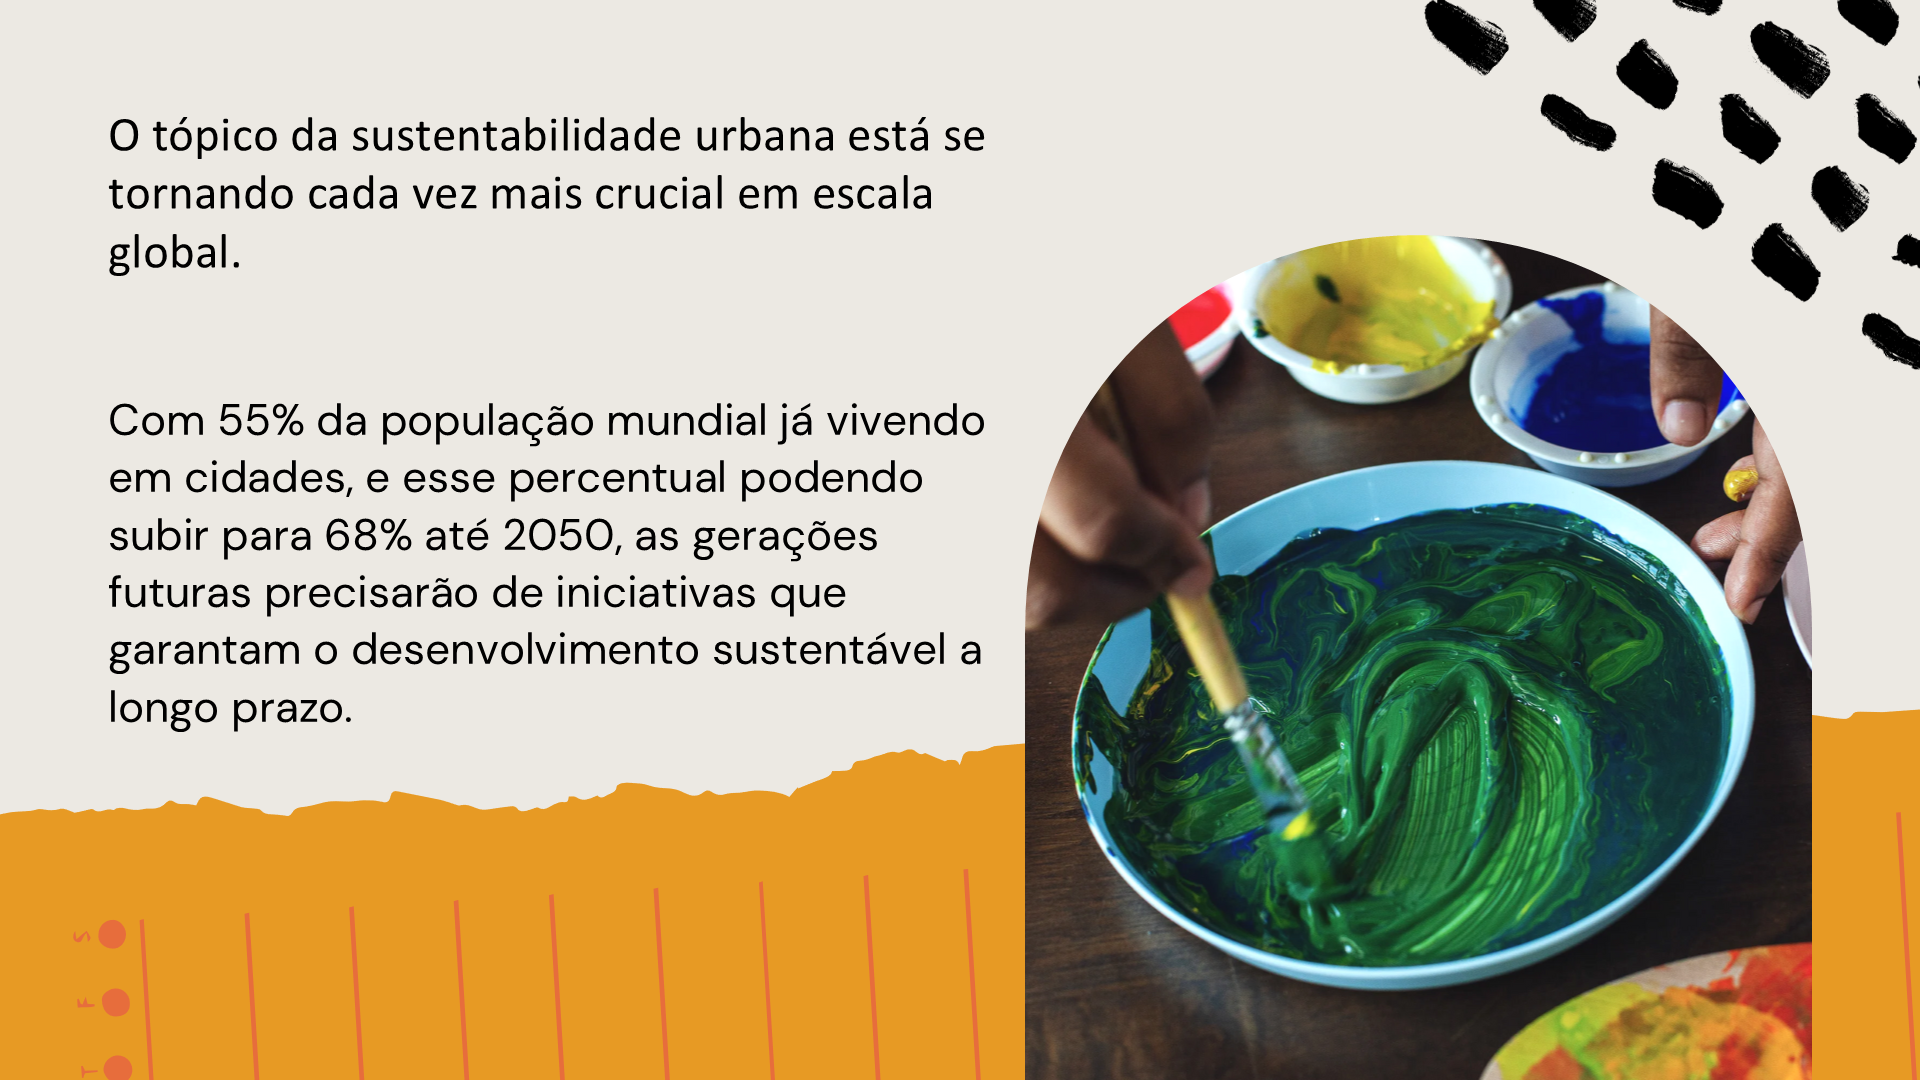 O tópico da sustentabilidade urbana está se
tornando cada vez mais crucial em escala
global.
Com 55% da população mundial já vivendo
em cidades, e esse percentual podendo
subir para 68% até 2050, as gerações
futuras precisarão de iniciativas que
garantam o desenvolvimento sustentável a
longo prazo.
S
F
T